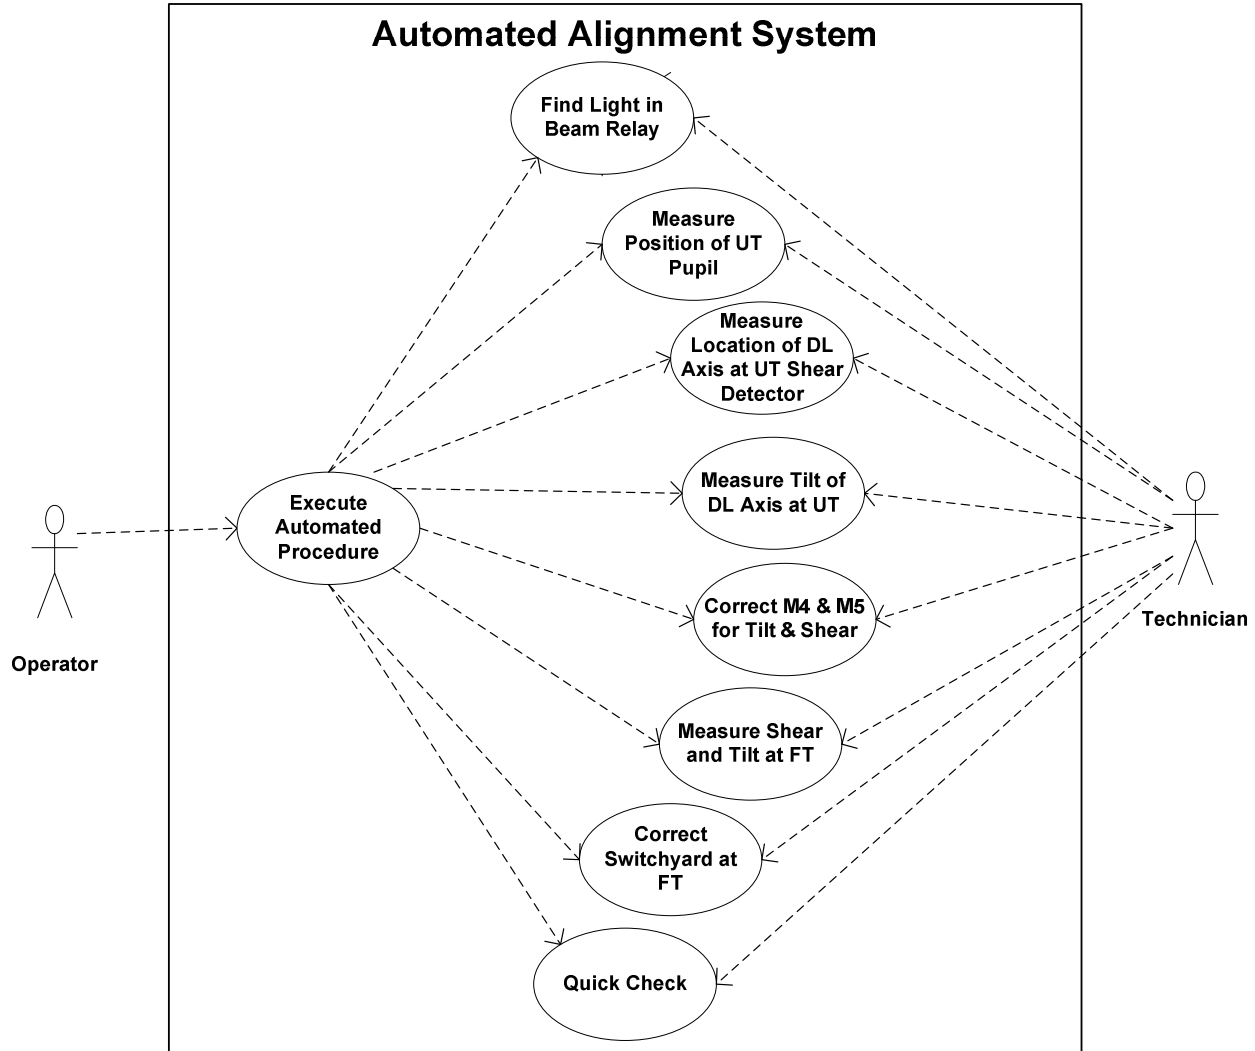 Automated Alignment System
Find Light in
Beam Relay
Measure
Position of UT
Pupil
Measure
Location of DL
Axis at UT Shear
Detector
Measure Tilt of
DL Axis at UT
Execute
Automated
Procedure
Correct M4 & M5
for Tilt & Shear
Technician
Operator
Measure Shear
and Tilt at FT
Correct
Switchyard at
FT
Quick Check